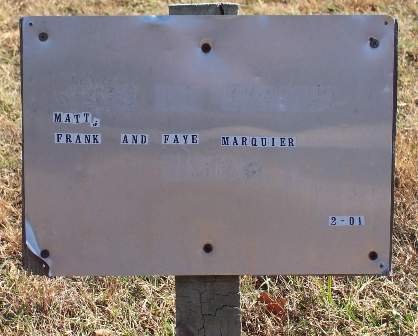 MATT,
FRANK AND FAYE MARQUIER
2-01